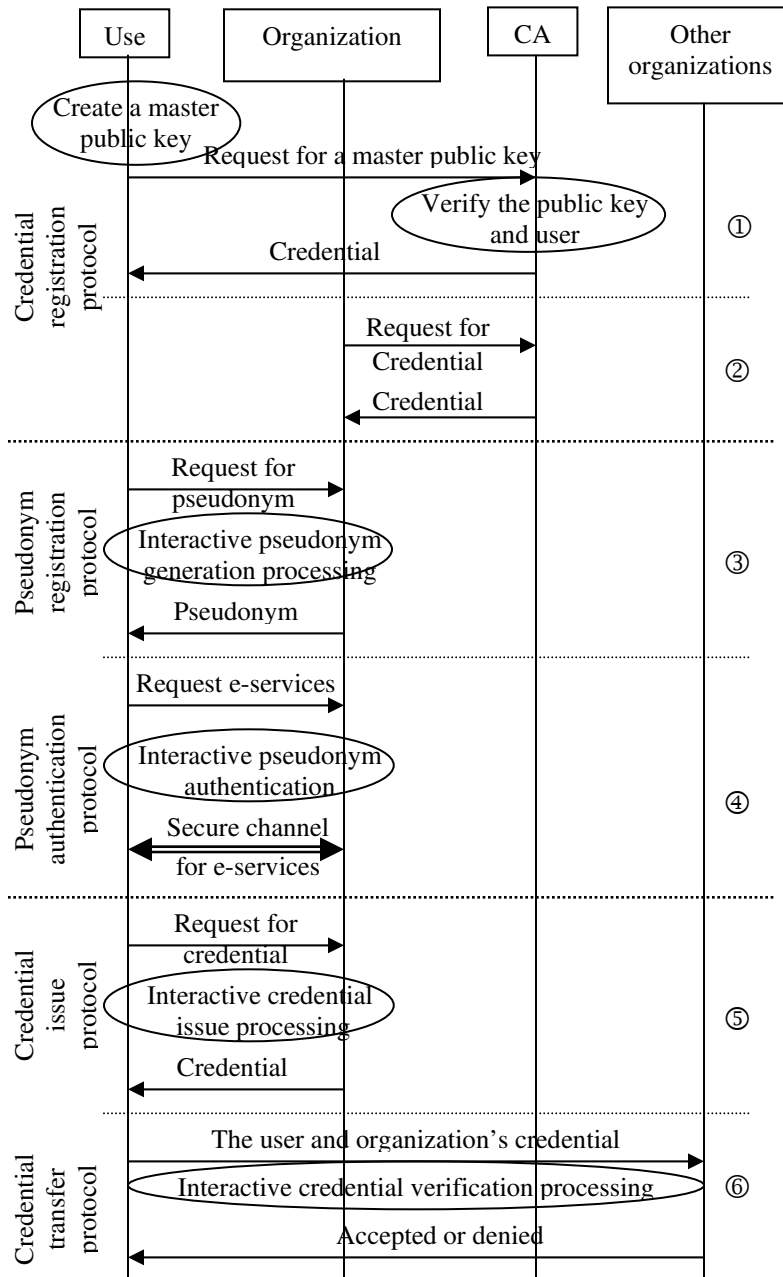 Use
Organization
CA
Other
organizations
Create a master
public key
Request for a master public key
Verify the public key
and user
Credential
Credential
registration
protocol
①
Request for
Credential
Credential
②
Request for
pseudonym
Interactive pseudonym
generation processing
Pseudonym
Pseudonym
registration
protocol
③
Request e-services
Interactive pseudonym
authentication
Secure channel
for e-services
Pseudonym
authentication
protocol
④
Request for
credential
Interactive credential
issue processing
Credential
Credential
issue
protocol
⑤
The user and organization’s credential
Interactive credential verification processing
Accepted or denied
Credential
transfer
protocol
⑥